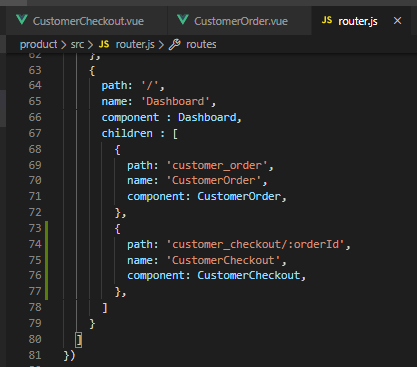 CustomerCheckout.vue CustomerOrder.vue JS router.js ×
product > src > JS router.js > routes
62 },
63 {
64 path: '/',
65 name: 'Dashboard',
66 component : Dashboard,
67 children : [
68 {
69 path: 'customer_order',
70 name: 'CustomerOrder',
71 component: CustomerOrder,
72 },
73 {
74 path: 'customer_checkout/:orderId',
75 name: 'CustomerCheckout',
76 component: CustomerCheckout,
77 },
78 ]
79 }
80 ]
81 })